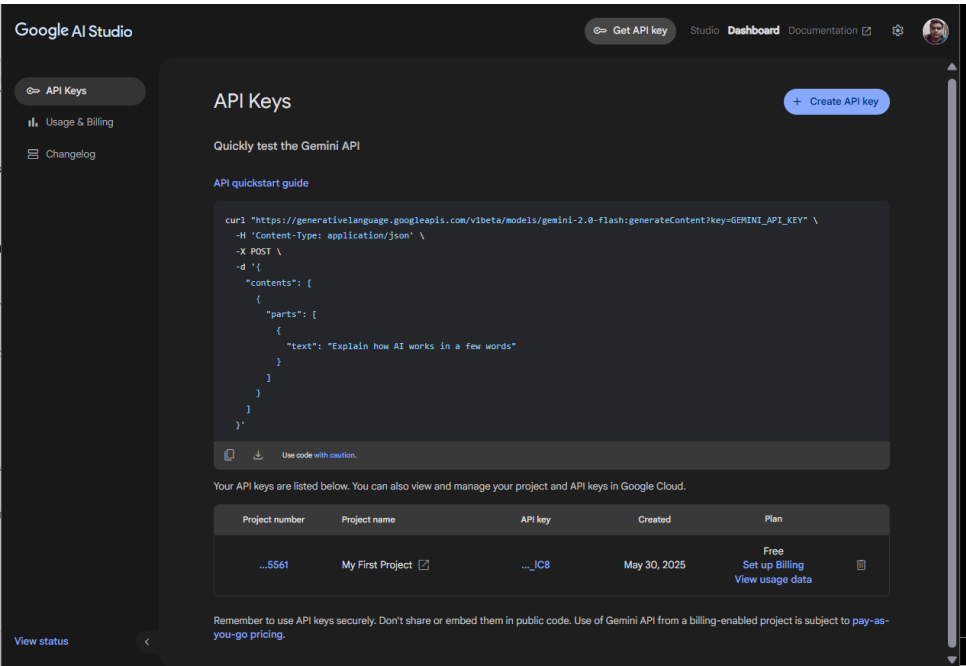 Google AI Studio
Get API key
Studio
Dashboard
Documentation
API Keys
Usage & Billing
Changelog
API Keys
+ Create API key
Quickly test the Gemini API
API quickstart guide
curl "https://generativelanguage.googleapis.com/v1beta/models/gemini-2.0-flash:generateContent?key=GEMINI_API_KEY" \
-H 'Content-Type: application/json' \
-X POST \
-d '{
"contents": [
{
"parts": [
{
"text": "Explain how AI works in a few words"
}
]
}
]
}'
Use code with caution.
Your API keys are listed below. You can also view and manage your project and API keys in Google Cloud.
Project number Project name API key Created Plan
...5561 My First Project ..._IC8 May 30, 2025 Free
Set up Billing
View usage data
Remember to use API keys securely. Don't share or embed them in public code. Use of Gemini API from a billing-enabled project is subject to pay-as-
you-go pricing.
View status